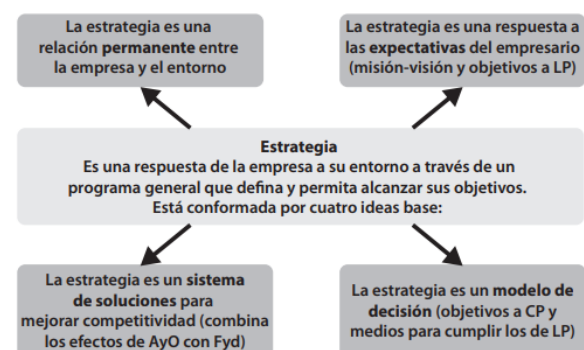 La estrategia es una
relación permanente entre
la empresa y el entorno
La estrategia es una respuesta a
las expectativas del empresario
(misión-visión y objetivos a LP)
Estrategia
Es una respuesta de la empresa a su entorno a través de un
programa general que defina y permita alcanzar sus objetivos.
Está conformada por cuatro ideas base:
La estrategia es un sistema
de soluciones para
mejorar competitividad (combina
los efectos de AyO con Fyd)
La estrategia es un modelo de
decisión (objetivos a CP y
medios para cumplir los de LP)